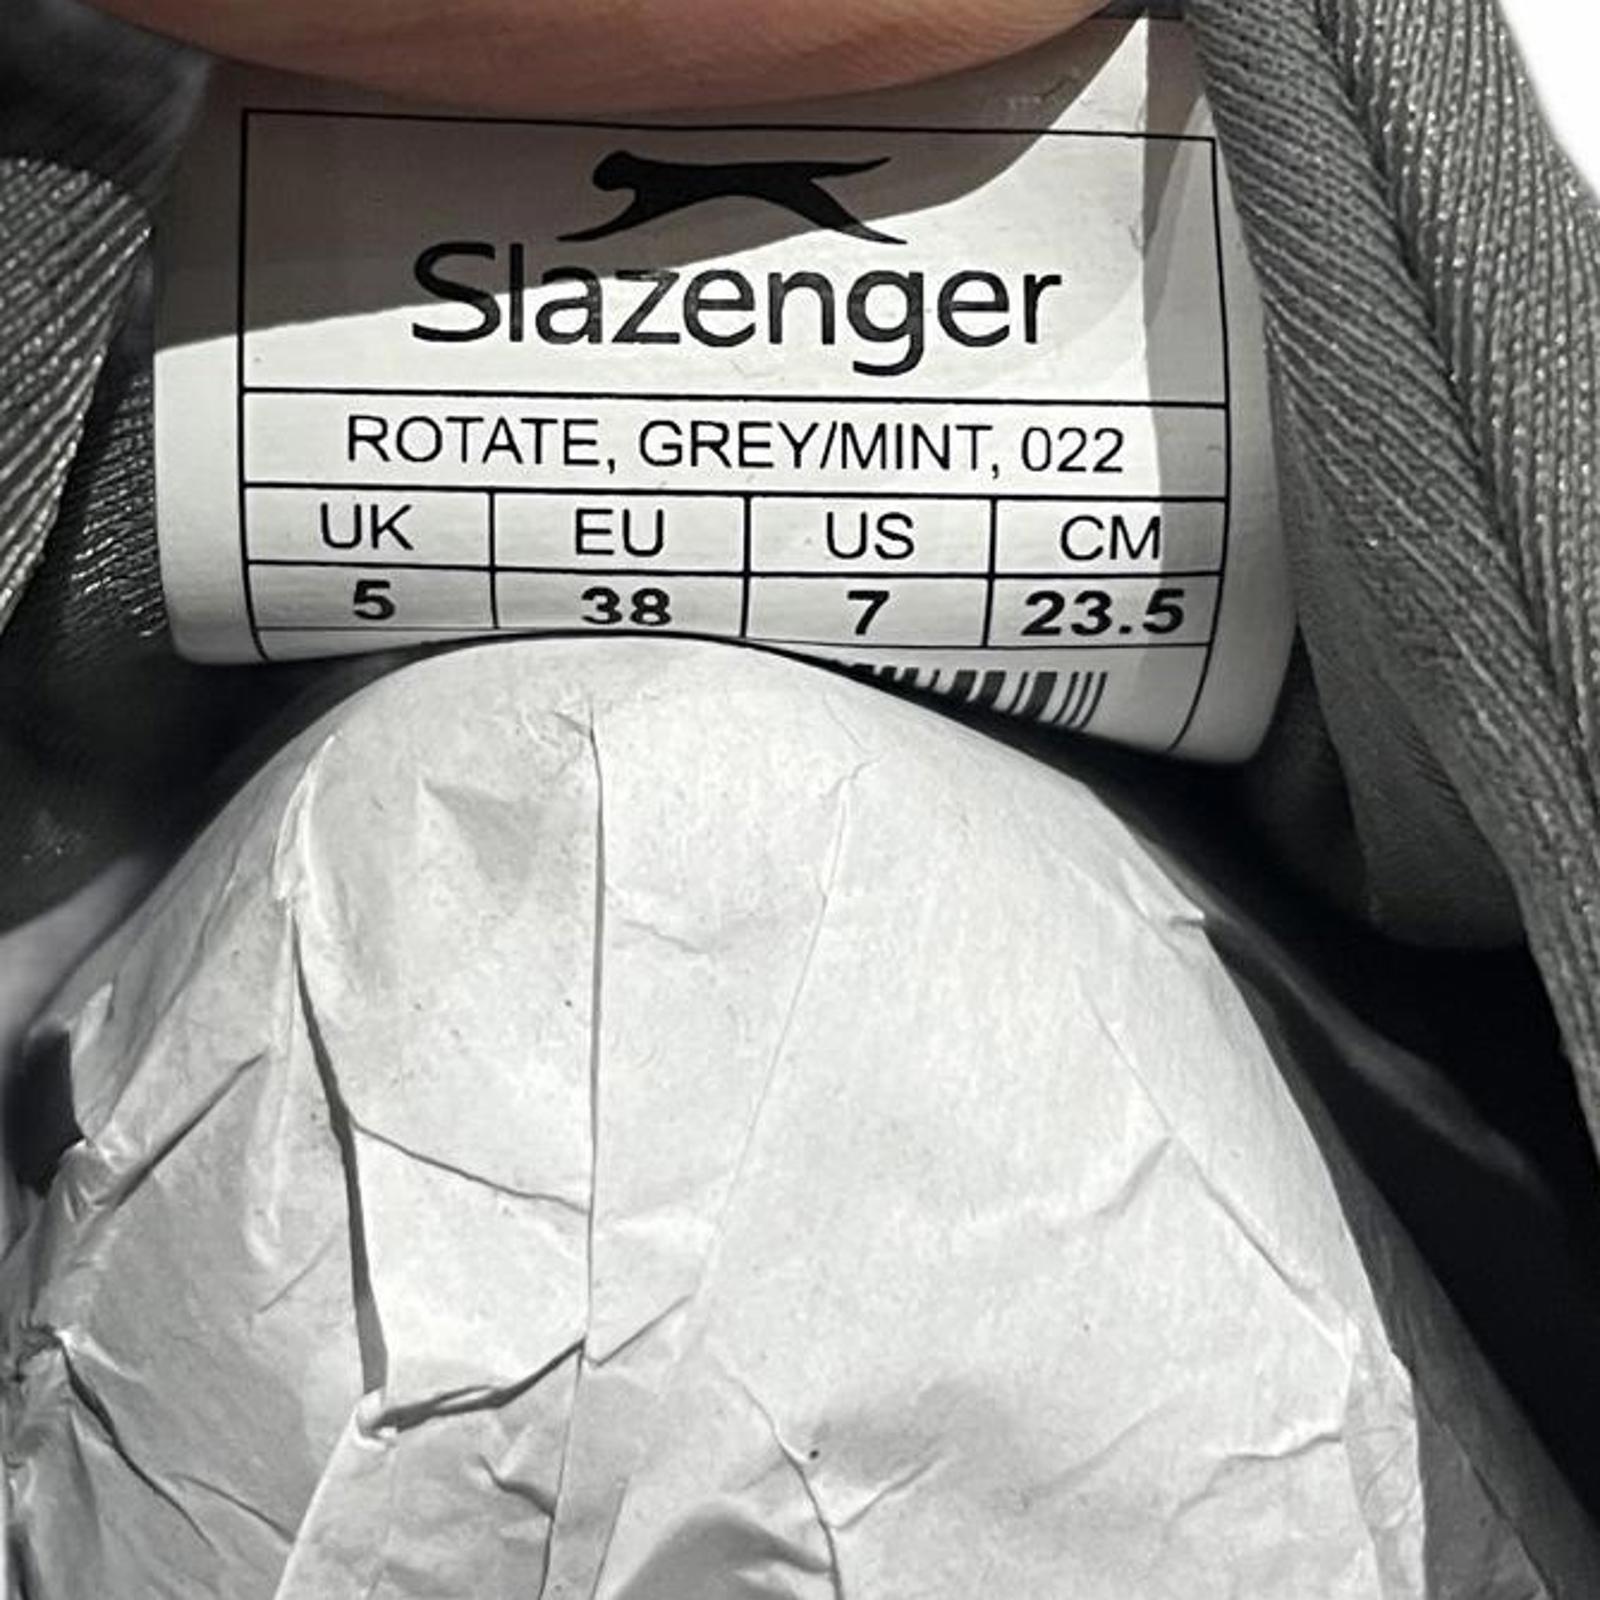 Slazenger
ROTATE, GREY/MINT, 022
UK EU US CM
5 38 7 23.5